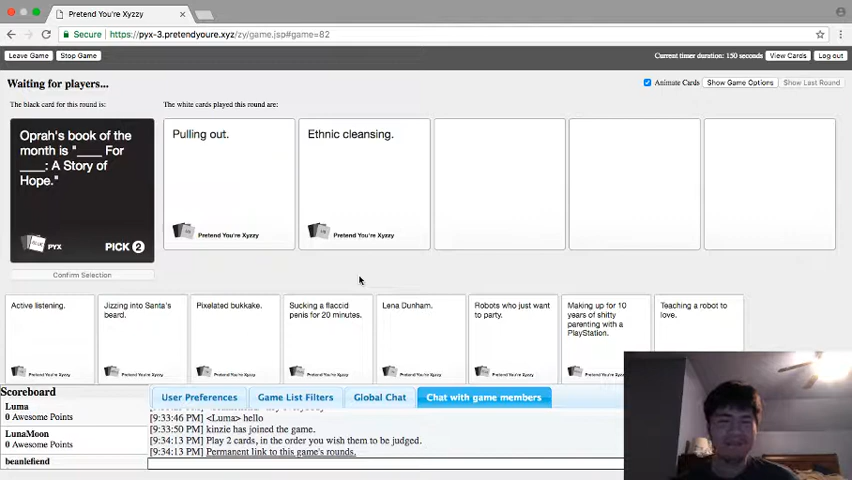 Pretend You're Xyzzy
Secure
https://pyx-3.pretendyoure.xyz/zy/game.jsp#game=82
Leave Game
Stop Game
Current timer duration: 150 seconds
View Cards
Log out
Waiting for players...
Animate Cards
Show Game Options
Show Last Round
The black card for this round is:
The white cards played this round are:
Oprah's book of the
month is "____ For
____: A Story of
Hope."
PYX
PICK 2
Pulling out.
Pretend You're Xyzzy
Ethnic cleansing.
Pretend You're Xyzzy
Confirm Selection
Active listening.
Pretend You're Xyzzy
Jizzing into Santa's
beard.
Pretend You're Xyzzy
Pixelated bukkake.
Pretend You're Xyzzy
Sucking a flaccid
penis for 20 minutes.
Pretend You're Xyzzy
Lena Dunham.
Pretend You're Xyzzy
Robots who just want
to party.
Pretend You're Xyzzy
Making up for 10
years of shitty
parenting with a
PlayStation.
Pretend You're Xyzzy
Teaching a robot to
love.
Scoreboard
Luma
0 Awesome Points
LunaMoon
0 Awesome Points
beanlefiend
User Preferences
Game List Filters
Global Chat
Chat with game members
[9:33:46 PM] <Luma> hello
[9:33:50 PM] kinzie has joined the game.
[9:34:13 PM] Play 2 cards, in the order you wish them to be judged.
[9:34:13 PM] Permanent link to this game's rounds.